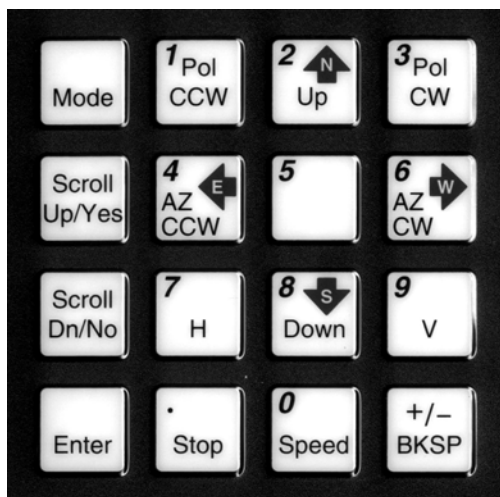 Mode
1 Pol
CCW
2 N
Up
3 Pol
CW
Scroll
Up/Yes
4 E
AZ
CCW
5
6 W
AZ
CW
Scroll
Dn/No
7
H
8 S
Down
9
V
Enter
.
Stop
0
Speed
+/–
BKSP